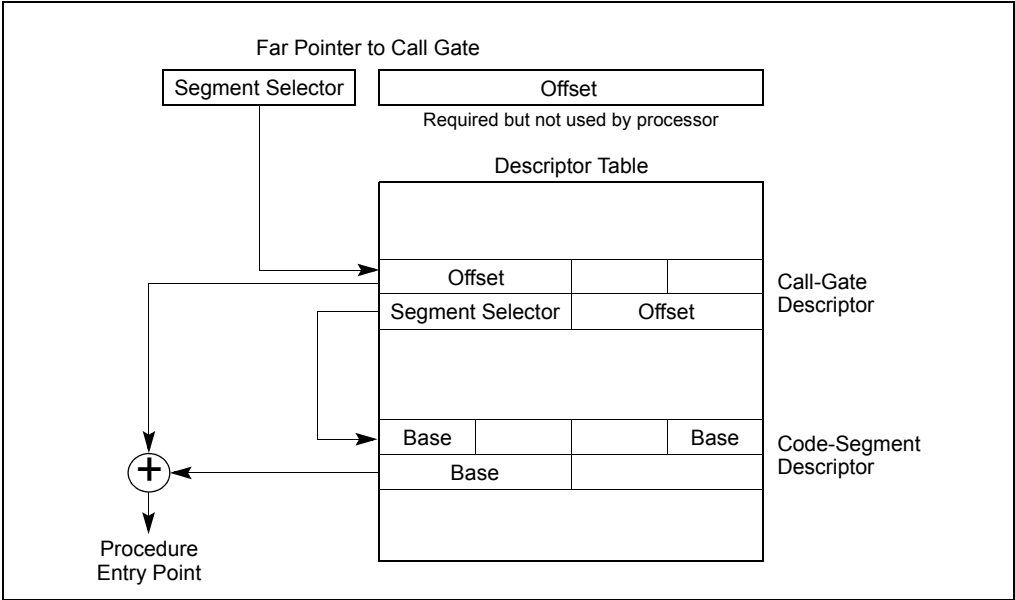 Far Pointer to Call Gate
Segment Selector
Offset
Required but not used by processor
Descriptor Table
Offset
Call-Gate
Descriptor
Segment Selector
Offset
Base
Base
Code-Segment
Descriptor
Base
+
Procedure
Entry Point